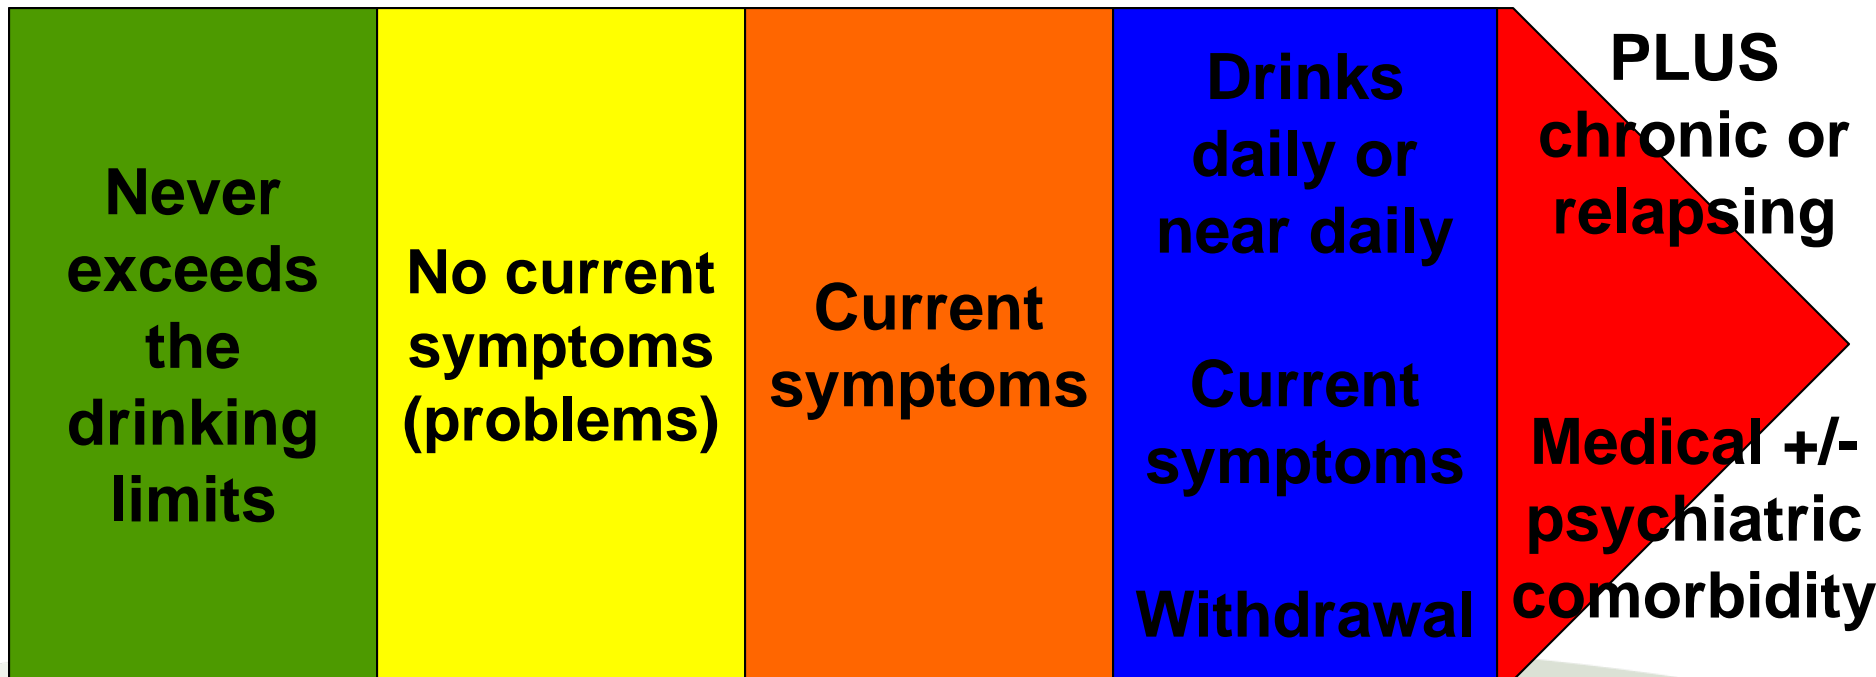 Never
exceeds
the
drinking
limits
No current
symptoms
(problems)
Current
symptoms
Drinks
daily or
near daily
Current
symptoms
Withdrawal
PLUS
chronic or
relapsing
Medical +/-
psychiatric
comorbidity